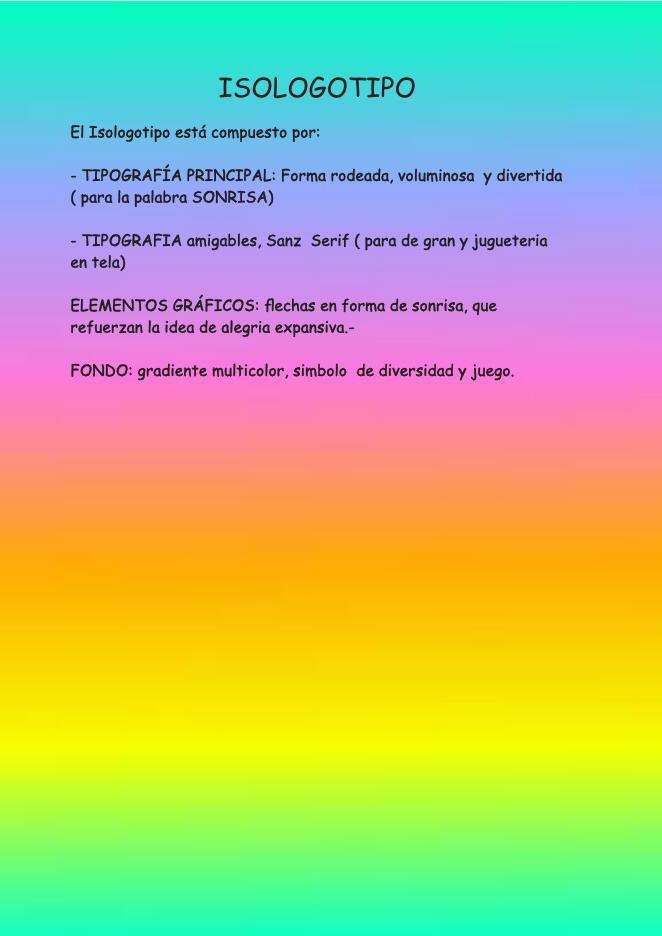 ISOLOGOTIPO
El Isologotipo está compuesto por:
- TIPOGRAFÍA PRINCIPAL: Forma rodeada, voluminosa  y divertida
( para la palabra SONRISA)
- TIPOGRAFIA amigables, Sanz  Serif ( para de gran y jugueteria
en tela)
ELEMENTOS GRÁFICOS: flechas en forma de sonrisa, que
refuerzan la idea de alegria expansiva.-
FONDO: gradiente multicolor, simbolo  de diversidad y juego.